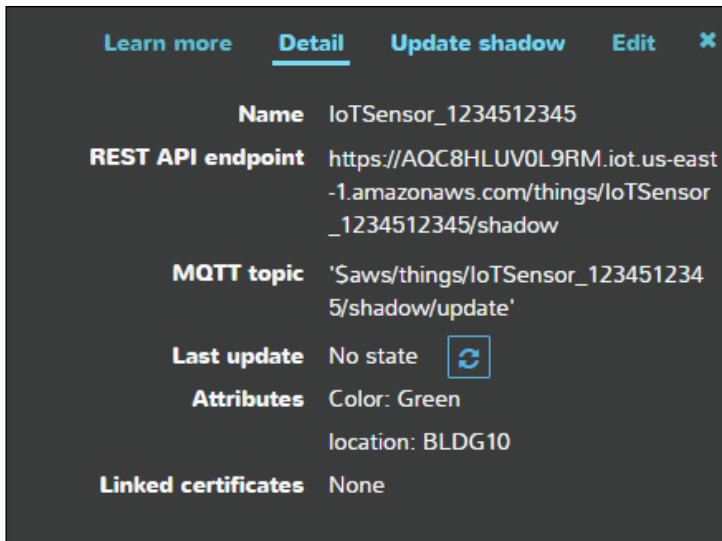 Learn more Detail Update shadow Edit ×
Name IoTSensor_1234512345
REST API endpoint https://AQC8HLUV0L9RM.iot.us-east
-1.amazonaws.com/things/IoTSensor
_1234512345/shadow
MQTT topic '$aws/things/IoTSensor_123451234
5/shadow/update'
Last update No state
Attributes Color: Green
location: BLDG10
Linked certificates None